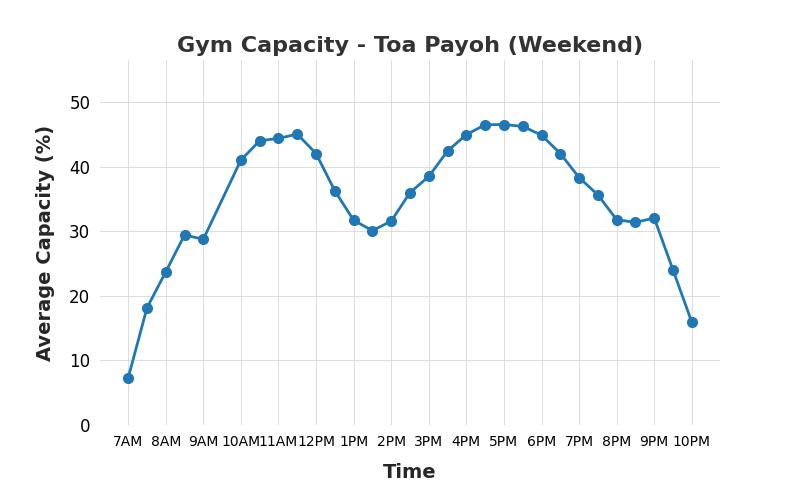 Gym Capacity - Toa Payoh (Weekend)
Average Capacity (%)
50
40
30
20
10
0
7AM 8AM 9AM 10AM 11AM 12PM 1PM 2PM 3PM 4PM 5PM 6PM 7PM 8PM 9PM 10PM
Time